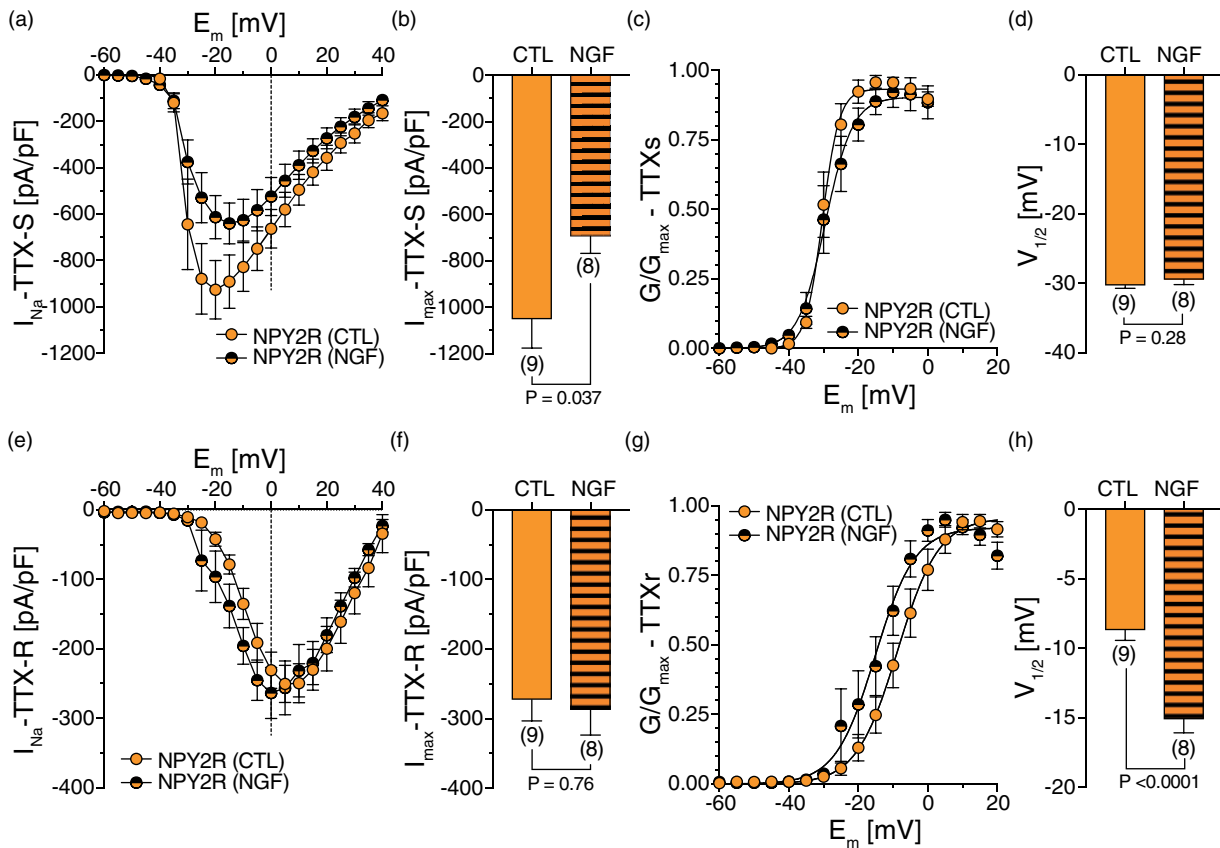 (a)
E_m [mV]
-60 -40 -20 0 20 40
0
-200
-400
-600
-800
-1000
-1200
I_Na-TTX-S [pA/pF]
NPY2R (CTL)
NPY2R (NGF)
(b)
CTL NGF
0
-200
-400
-600
-800
-1000
-1200
I_max-TTX-S [pA/pF]
(8)
(9)
P = 0.037
(c)
1.00
0.75
0.50
0.25
0.00
G/G_max - TTXs
NPY2R (CTL)
NPY2R (NGF)
-60 -40 -20 0 20
E_m [mV]
(d)
CTL NGF
0
-10
-20
-30
-40
V_1/2 [mV]
(9) (8)
P = 0.28
(e)
E_m [mV]
-60 -40 -20 0 20 40
0
-100
-200
-300
-400
I_Na-TTX-R [pA/pF]
NPY2R (CTL)
NPY2R (NGF)
(f)
CTL NGF
0
-100
-200
-300
-400
I_max-TTX-R [pA/pF]
(9) (8)
P = 0.76
(g)
1.00
0.75
0.50
0.25
0.00
G/G_max - TTXr
NPY2R (CTL)
NPY2R (NGF)
-60 -40 -20 0 20
E_m [mV]
(h)
CTL NGF
0
-5
-10
-15
-20
V_1/2 [mV]
(9)
(8)
P <0.0001